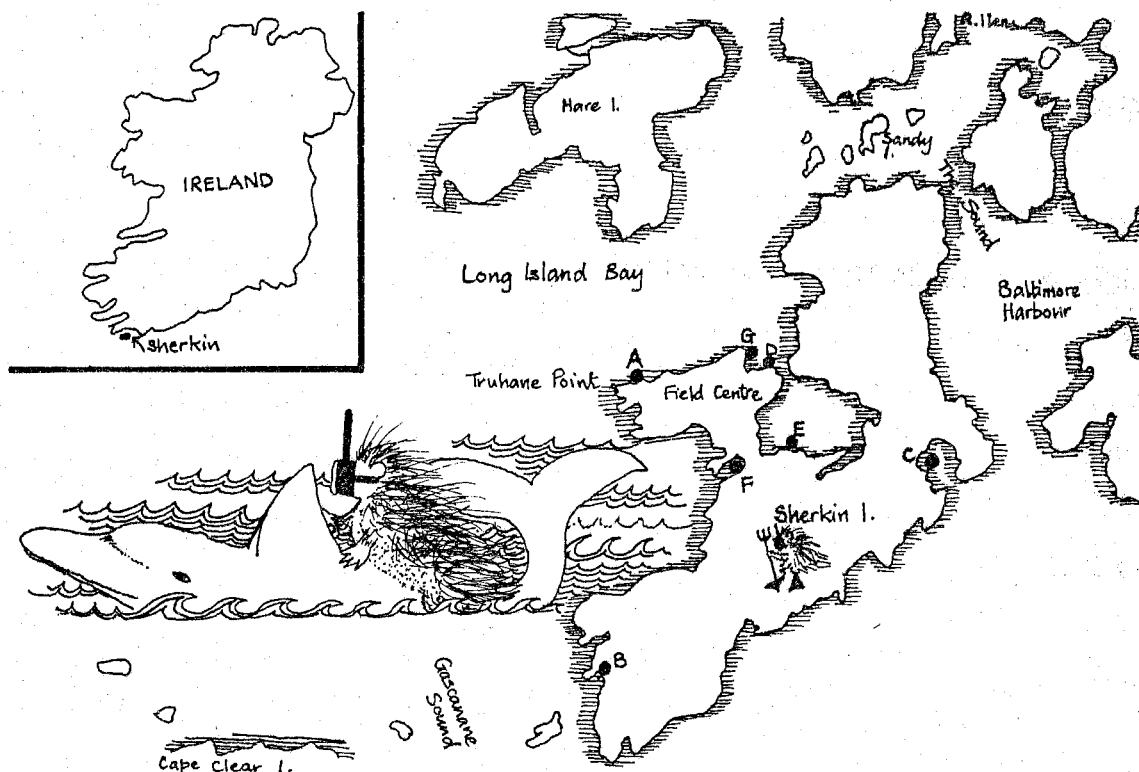 IRELAND
Sherkin
Hare I.
R. Ilen
Sandy
I.
The
Sound
Baltimore
Harbour
Long Island Bay
Truhane Point
A
G
D
Field Centre
E
F
C
Sherkin I.
B
Gascanane
Sound
Cape Clear I.